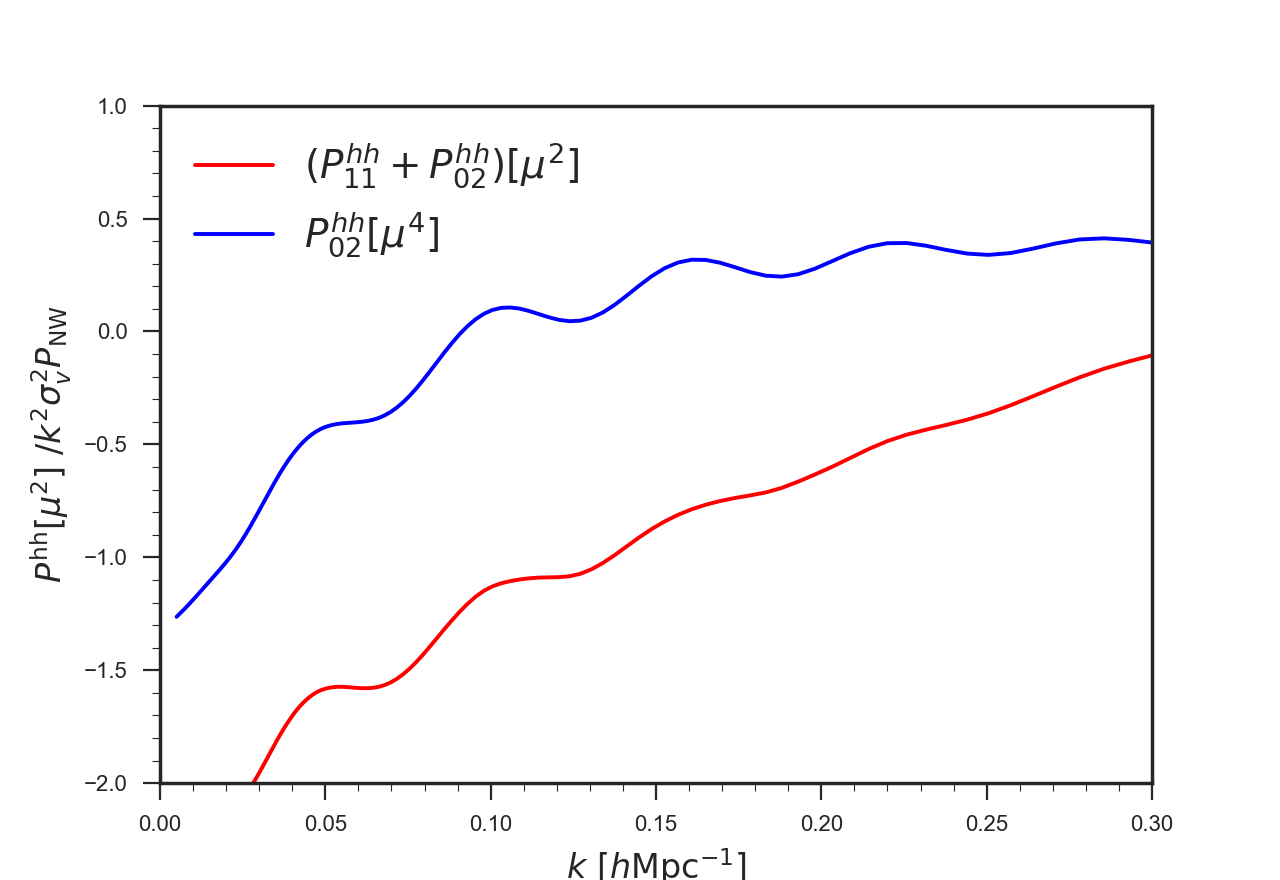 1.0
(P^{hh}_{11} + P^{hh}_{02})[μ^2]
0.5
P^{hh}_{02}[μ^4]
0.0
−0.5
−1.0
−1.5
−2.0
P^{hh}[μ^2] /k^2σ_v^2P_{NW}
0.00 0.05 0.10 0.15 0.20 0.25 0.30
k [hMpc^{−1}]